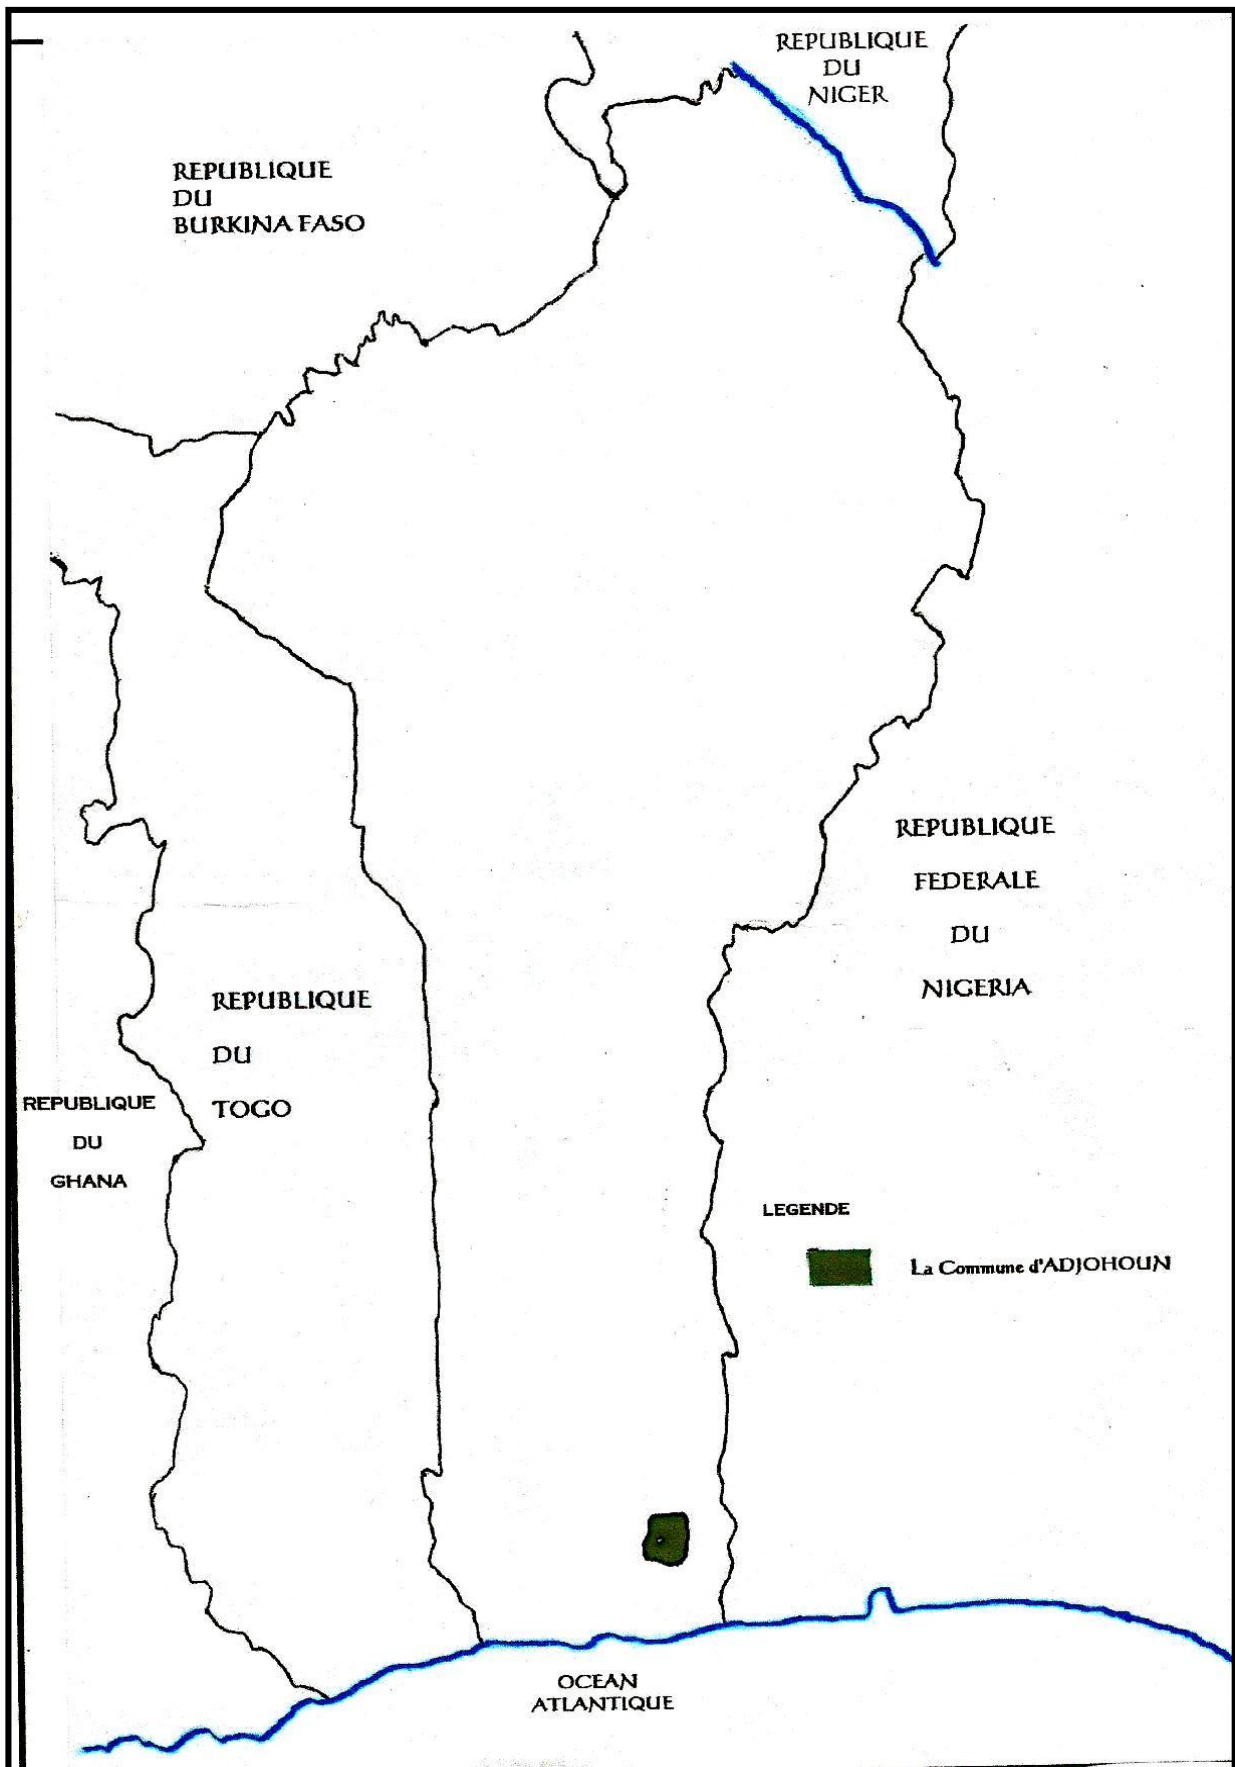 REPUBLIQUE
DU
NIGER
REPUBLIQUE
DU
BURKINA FASO
REPUBLIQUE
FEDERALE
DU
NIGERIA
REPUBLIQUE
DU
TOGO
REPUBLIQUE
DU
GHANA
LEGENDE
La Commune d'ADJOHOUN
OCEAN
ATLANTIQUE